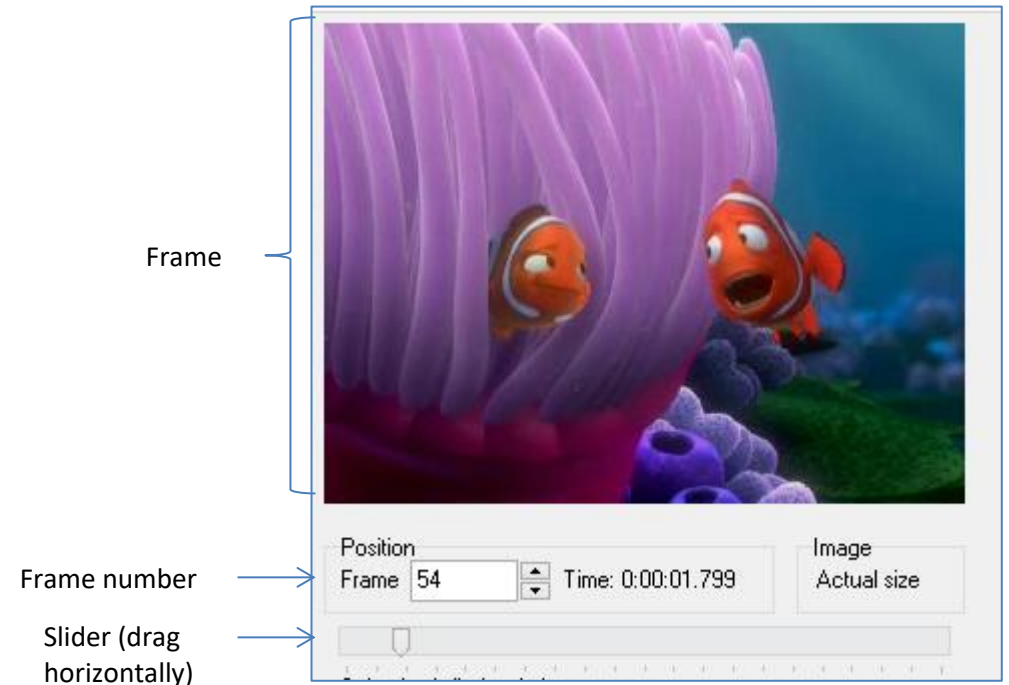 Frame
Position
Image
Frame number
Frame 54
Time: 0:00:01.799
Actual size
Slider (drag
horizontally)